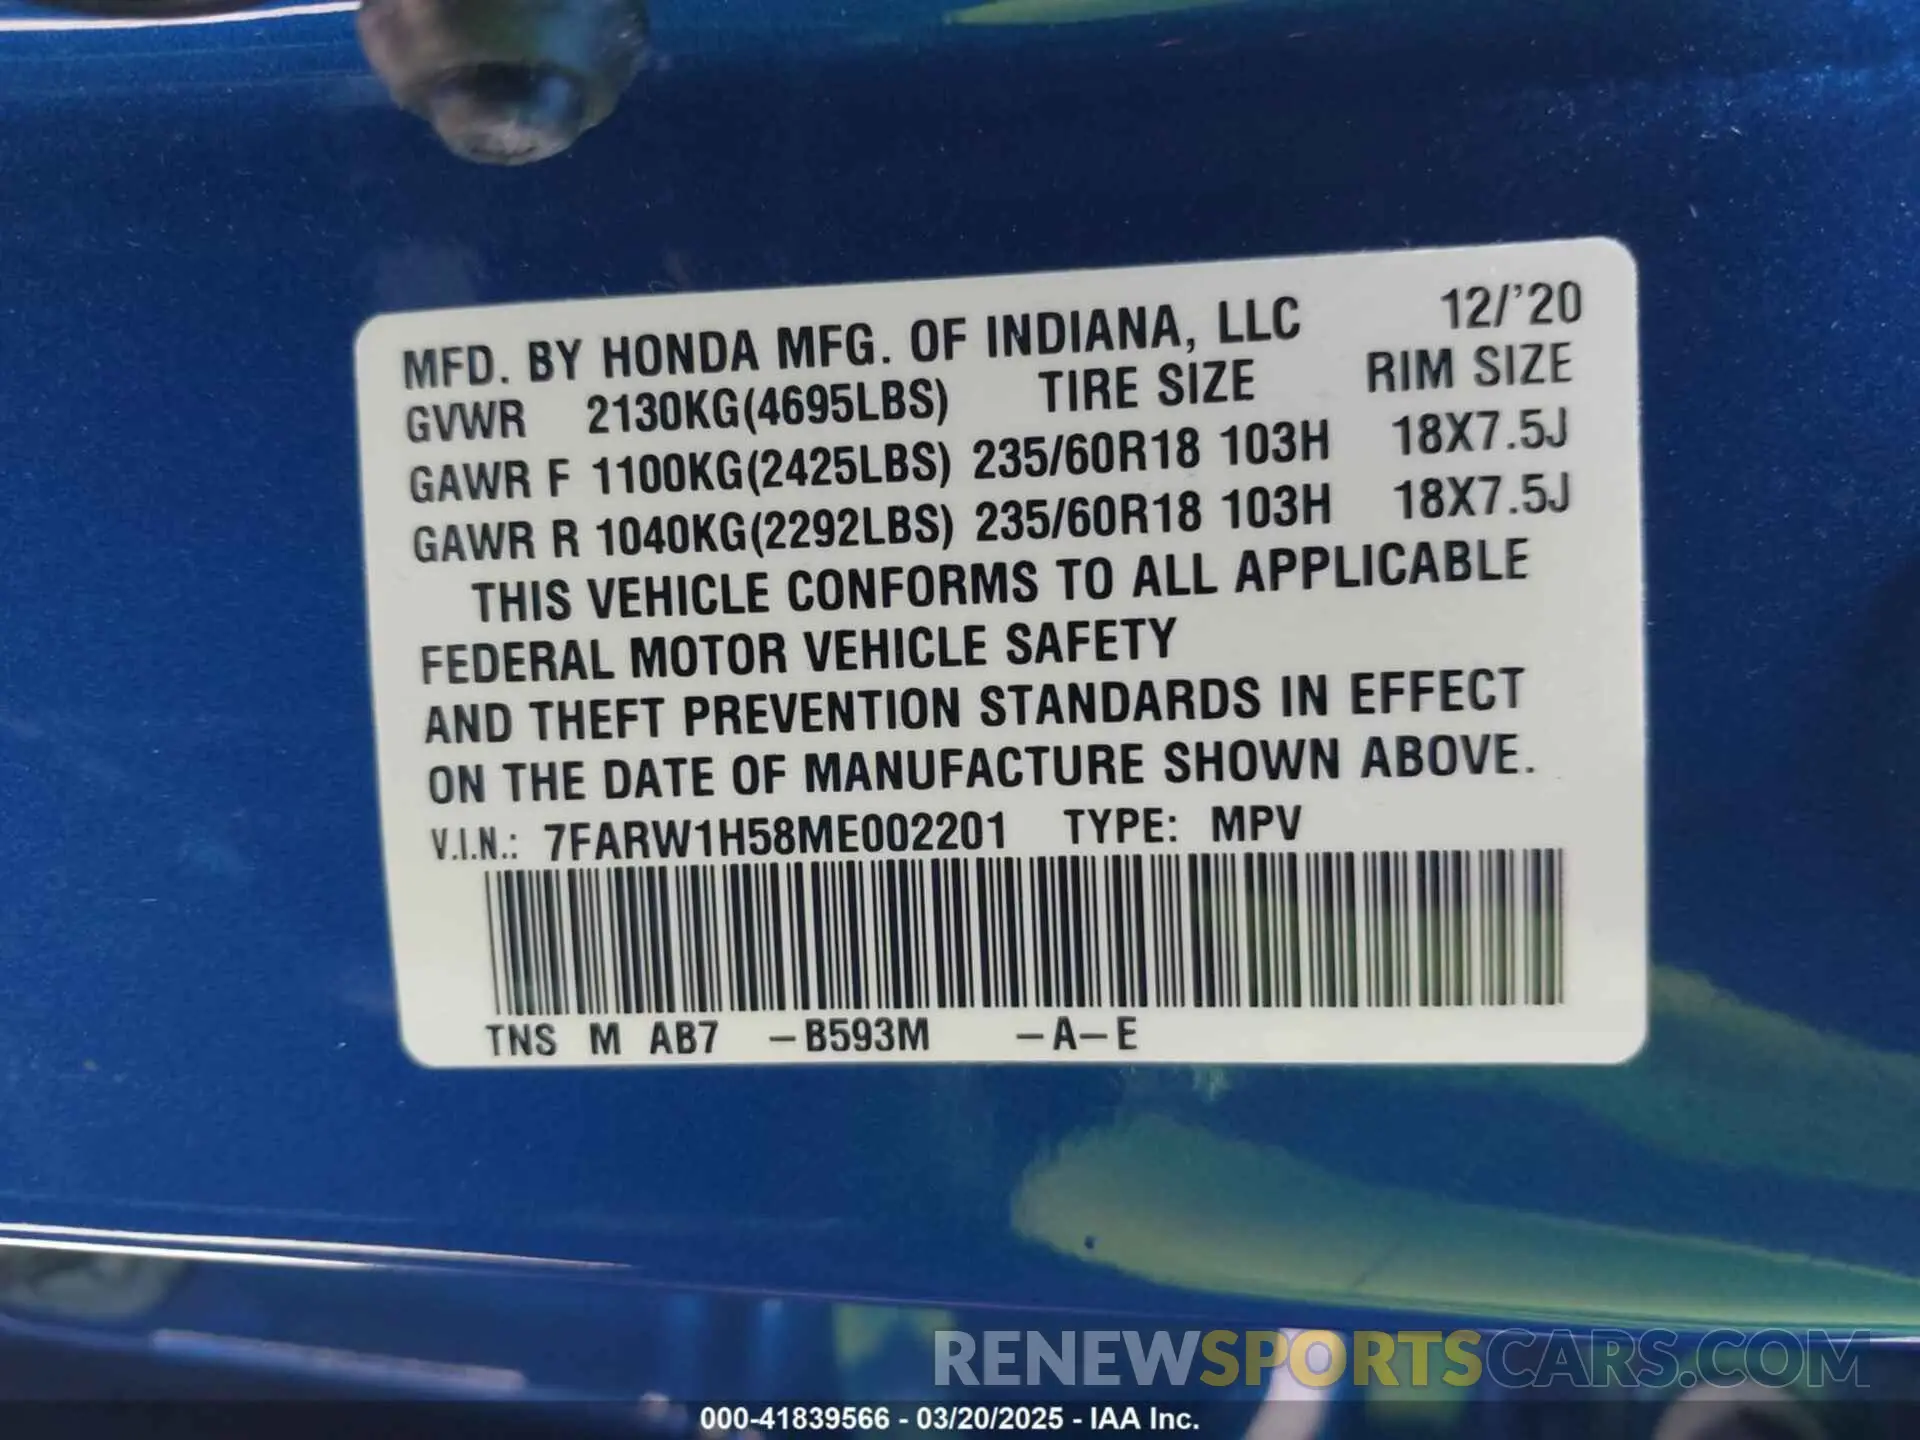 MFD. BY HONDA MFG. OF INDIANA, LLC 12/'20
GVWR 2130KG(4695LBS) TIRE SIZE RIM SIZE
GAWR F 1100KG(2425LBS) 235/60R18 103H 18X7.5J
GAWR R 1040KG(2292LBS) 235/60R18 103H 18X7.5J
THIS VEHICLE CONFORMS TO ALL APPLICABLE
FEDERAL MOTOR VEHICLE SAFETY
AND THEFT PREVENTION STANDARDS IN EFFECT
ON THE DATE OF MANUFACTURE SHOWN ABOVE.
V.I.N.: 7FARW1H58ME002201 TYPE: MPV
TNS M AB7 -B593M -A-E
RENEWSPORTSCARS.COM
000-41839566 - 03/20/2025 - IAA Inc.